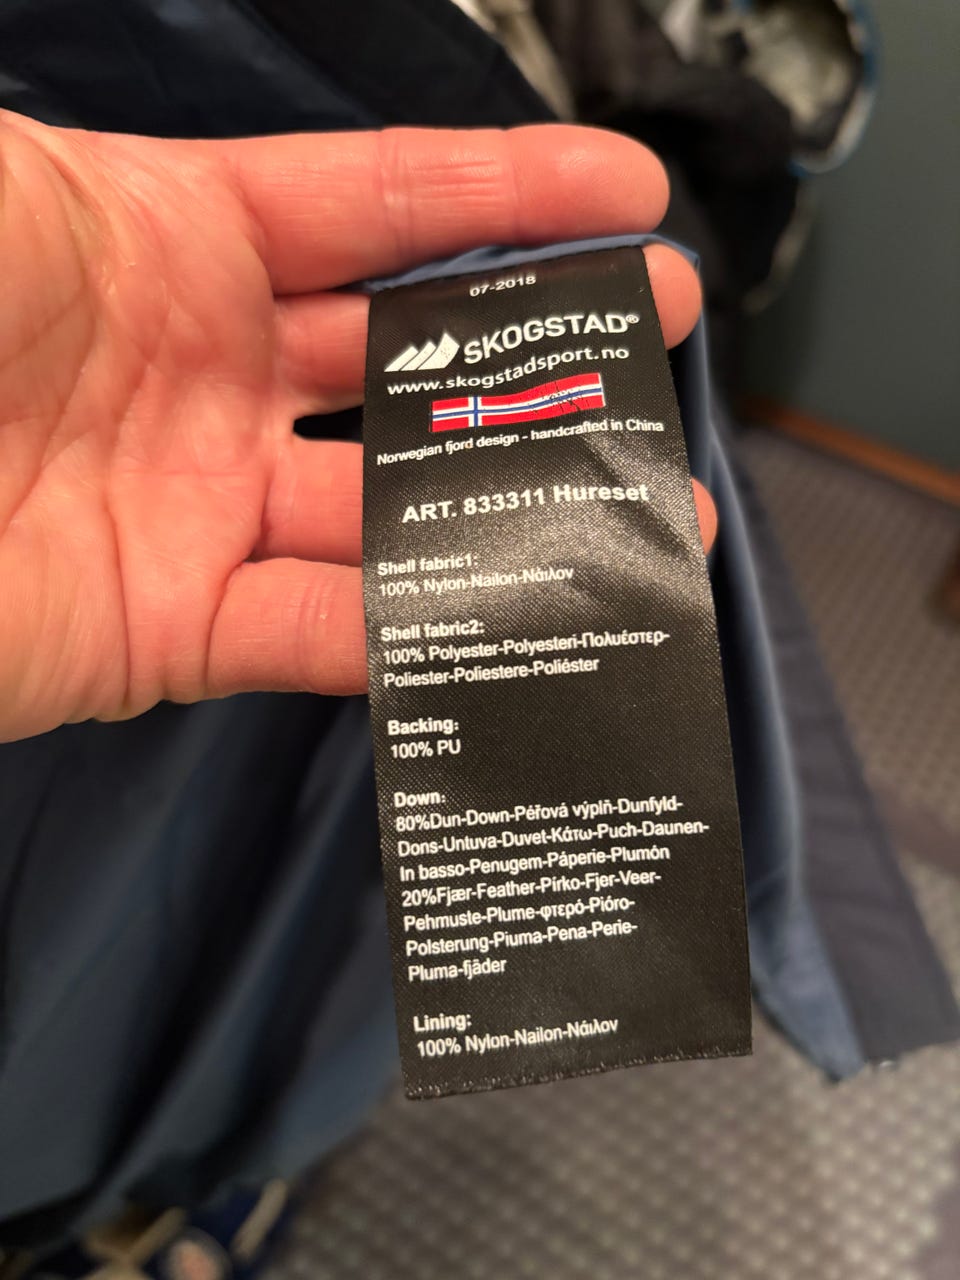 07-2018
SKOGSTAD®
www.skogstadsport.no
Norwegian fjord design - handcrafted in China
ART. 833311 Hureset
Shell fabric1:
100% Nylon-Nailon-Νάιλον
Shell fabric2:
100% Polyester-Polyesteri-Πολυέστερ-
Poliester-Poliestere-Poliéster
Backing:
100% PU
Down:
80%Dun-Down-Péřová výplň-Dunfyld-
Dons-Untuva-Duvet-Κάτω-Puch-Daunen-
In basso-Penugem-Páperie-Plumón
20%Fjær-Feather-Pírko-Fjer-Veer-
Pehmuste-Plume-φτερό-Pióro-
Polsterung-Piuma-Pena-Perie-
Pluma-fjäder
Lining:
100% Nylon-Nailon-Νάιλον